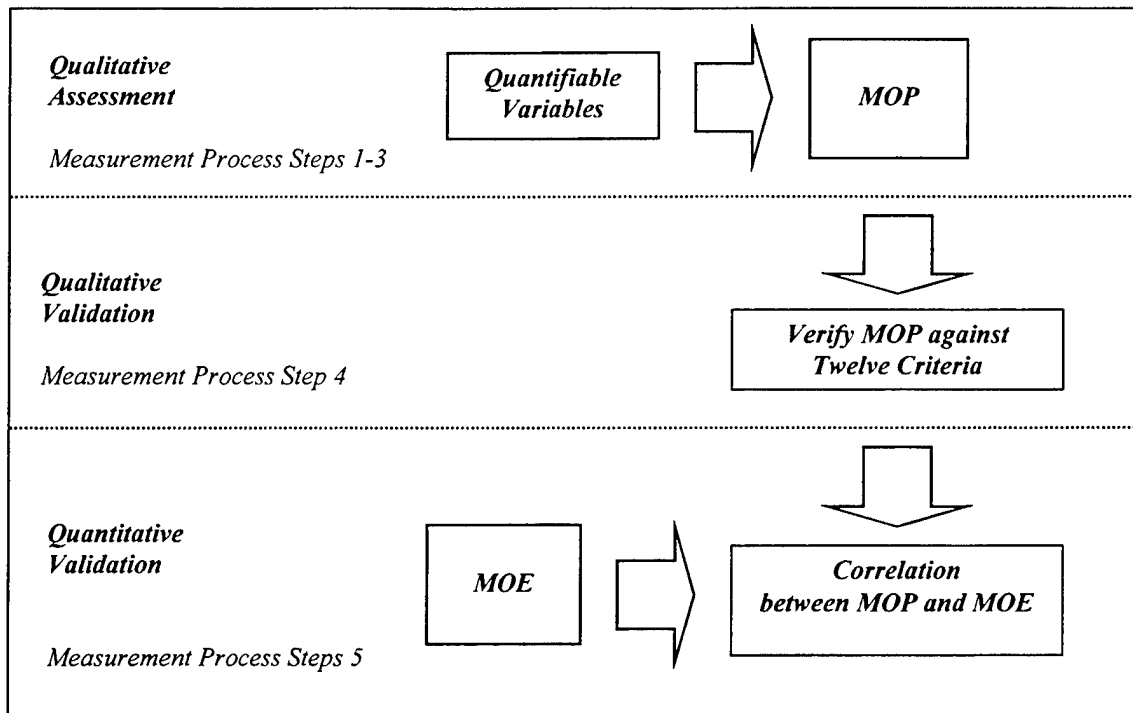 Qualitative
Assessment
Measurement Process Steps 1-3
Quantifiable
Variables
MOP
Qualitative
Validation
Measurement Process Step 4
Verify MOP against
Twelve Criteria
Quantitative
Validation
Measurement Process Steps 5
MOE
Correlation
between MOP and MOE